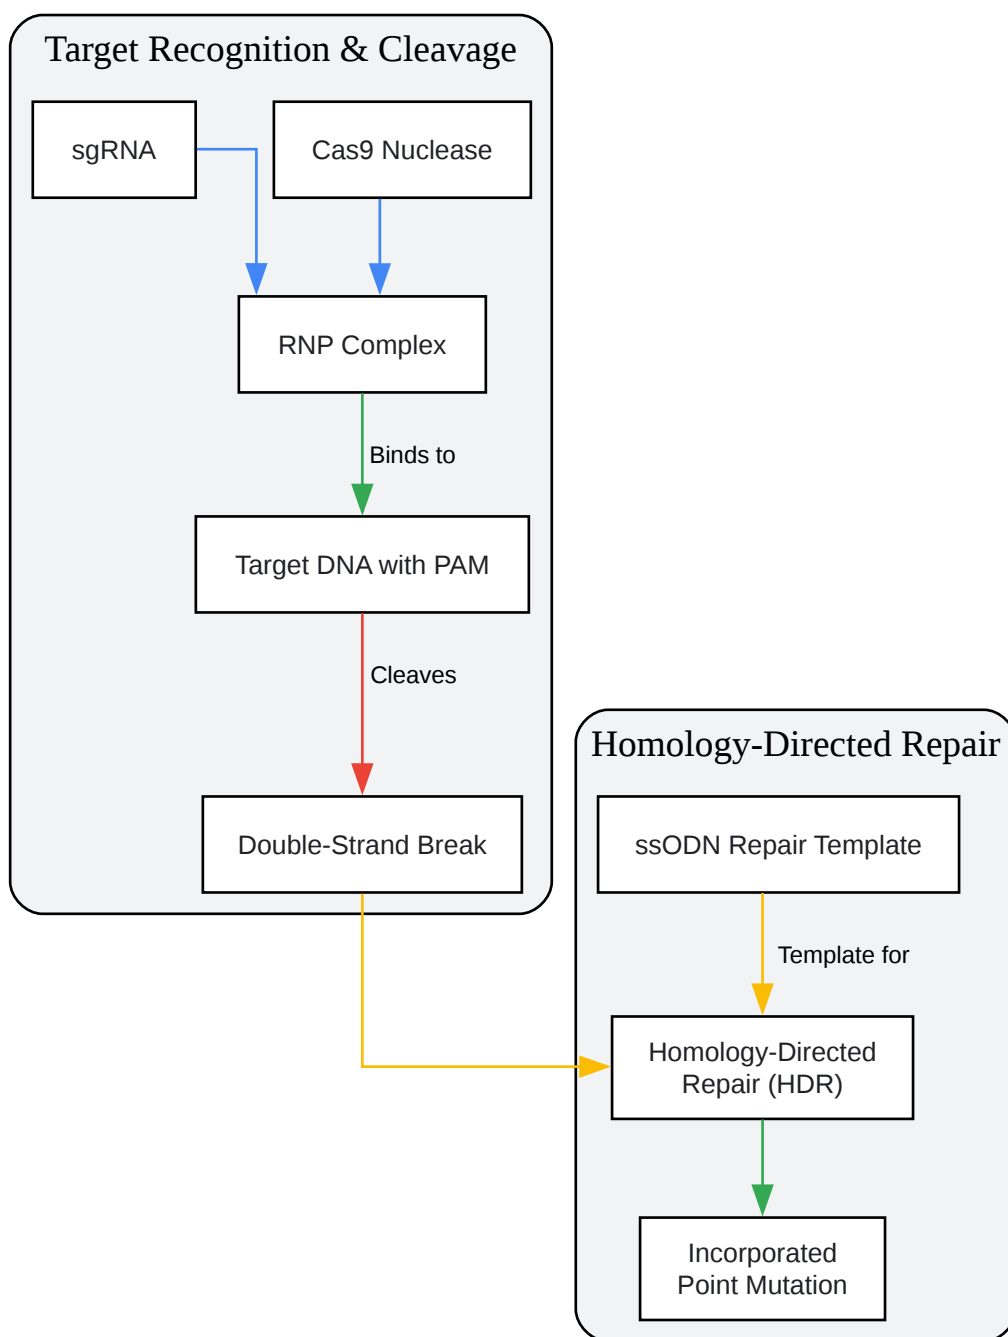 Target Recognition & Cleavage
sgRNA
Cas9 Nuclease
RNP Complex
Binds to
Target DNA with PAM
Cleaves
Double-Strand Break
Homology-Directed Repair
ssODN Repair Template
Template for
Homology-Directed
Repair (HDR)
Incorporated
Point Mutation